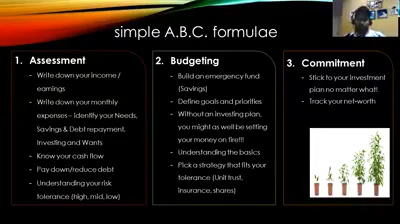 simple A.B.C. formulae
1. Assessment
- Write down your income /
earnings
- Write down your monthly
expenses – identify your Needs,
Savings & Debt repayment,
Investing and Wants
- Know your cash flow
- Pay down/reduce debt
- Understanding your risk
tolerance (high, mid, low)
2. Budgeting
- Build an emergency fund
(Savings)
- Define goals and priorities
- Without an investing plan,
you might as well be setting
your money on fire!!!
- Understanding the basics
- Pick a strategy that fits your
tolerance (Unit trust,
insurance, shares)
3. Commitment
- Stick to your investment
plan no matter what!
- Track your net-worth